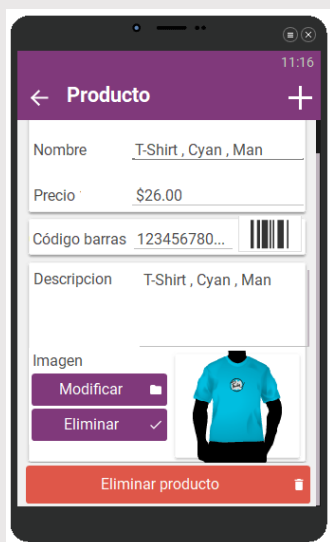 11:16
Producto
Nombre T-Shirt , Cyan , Man
Precio $26.00
Código barras 123456780...
Descripcion T-Shirt , Cyan , Man
Imagen
Modificar
Eliminar
Eliminar producto